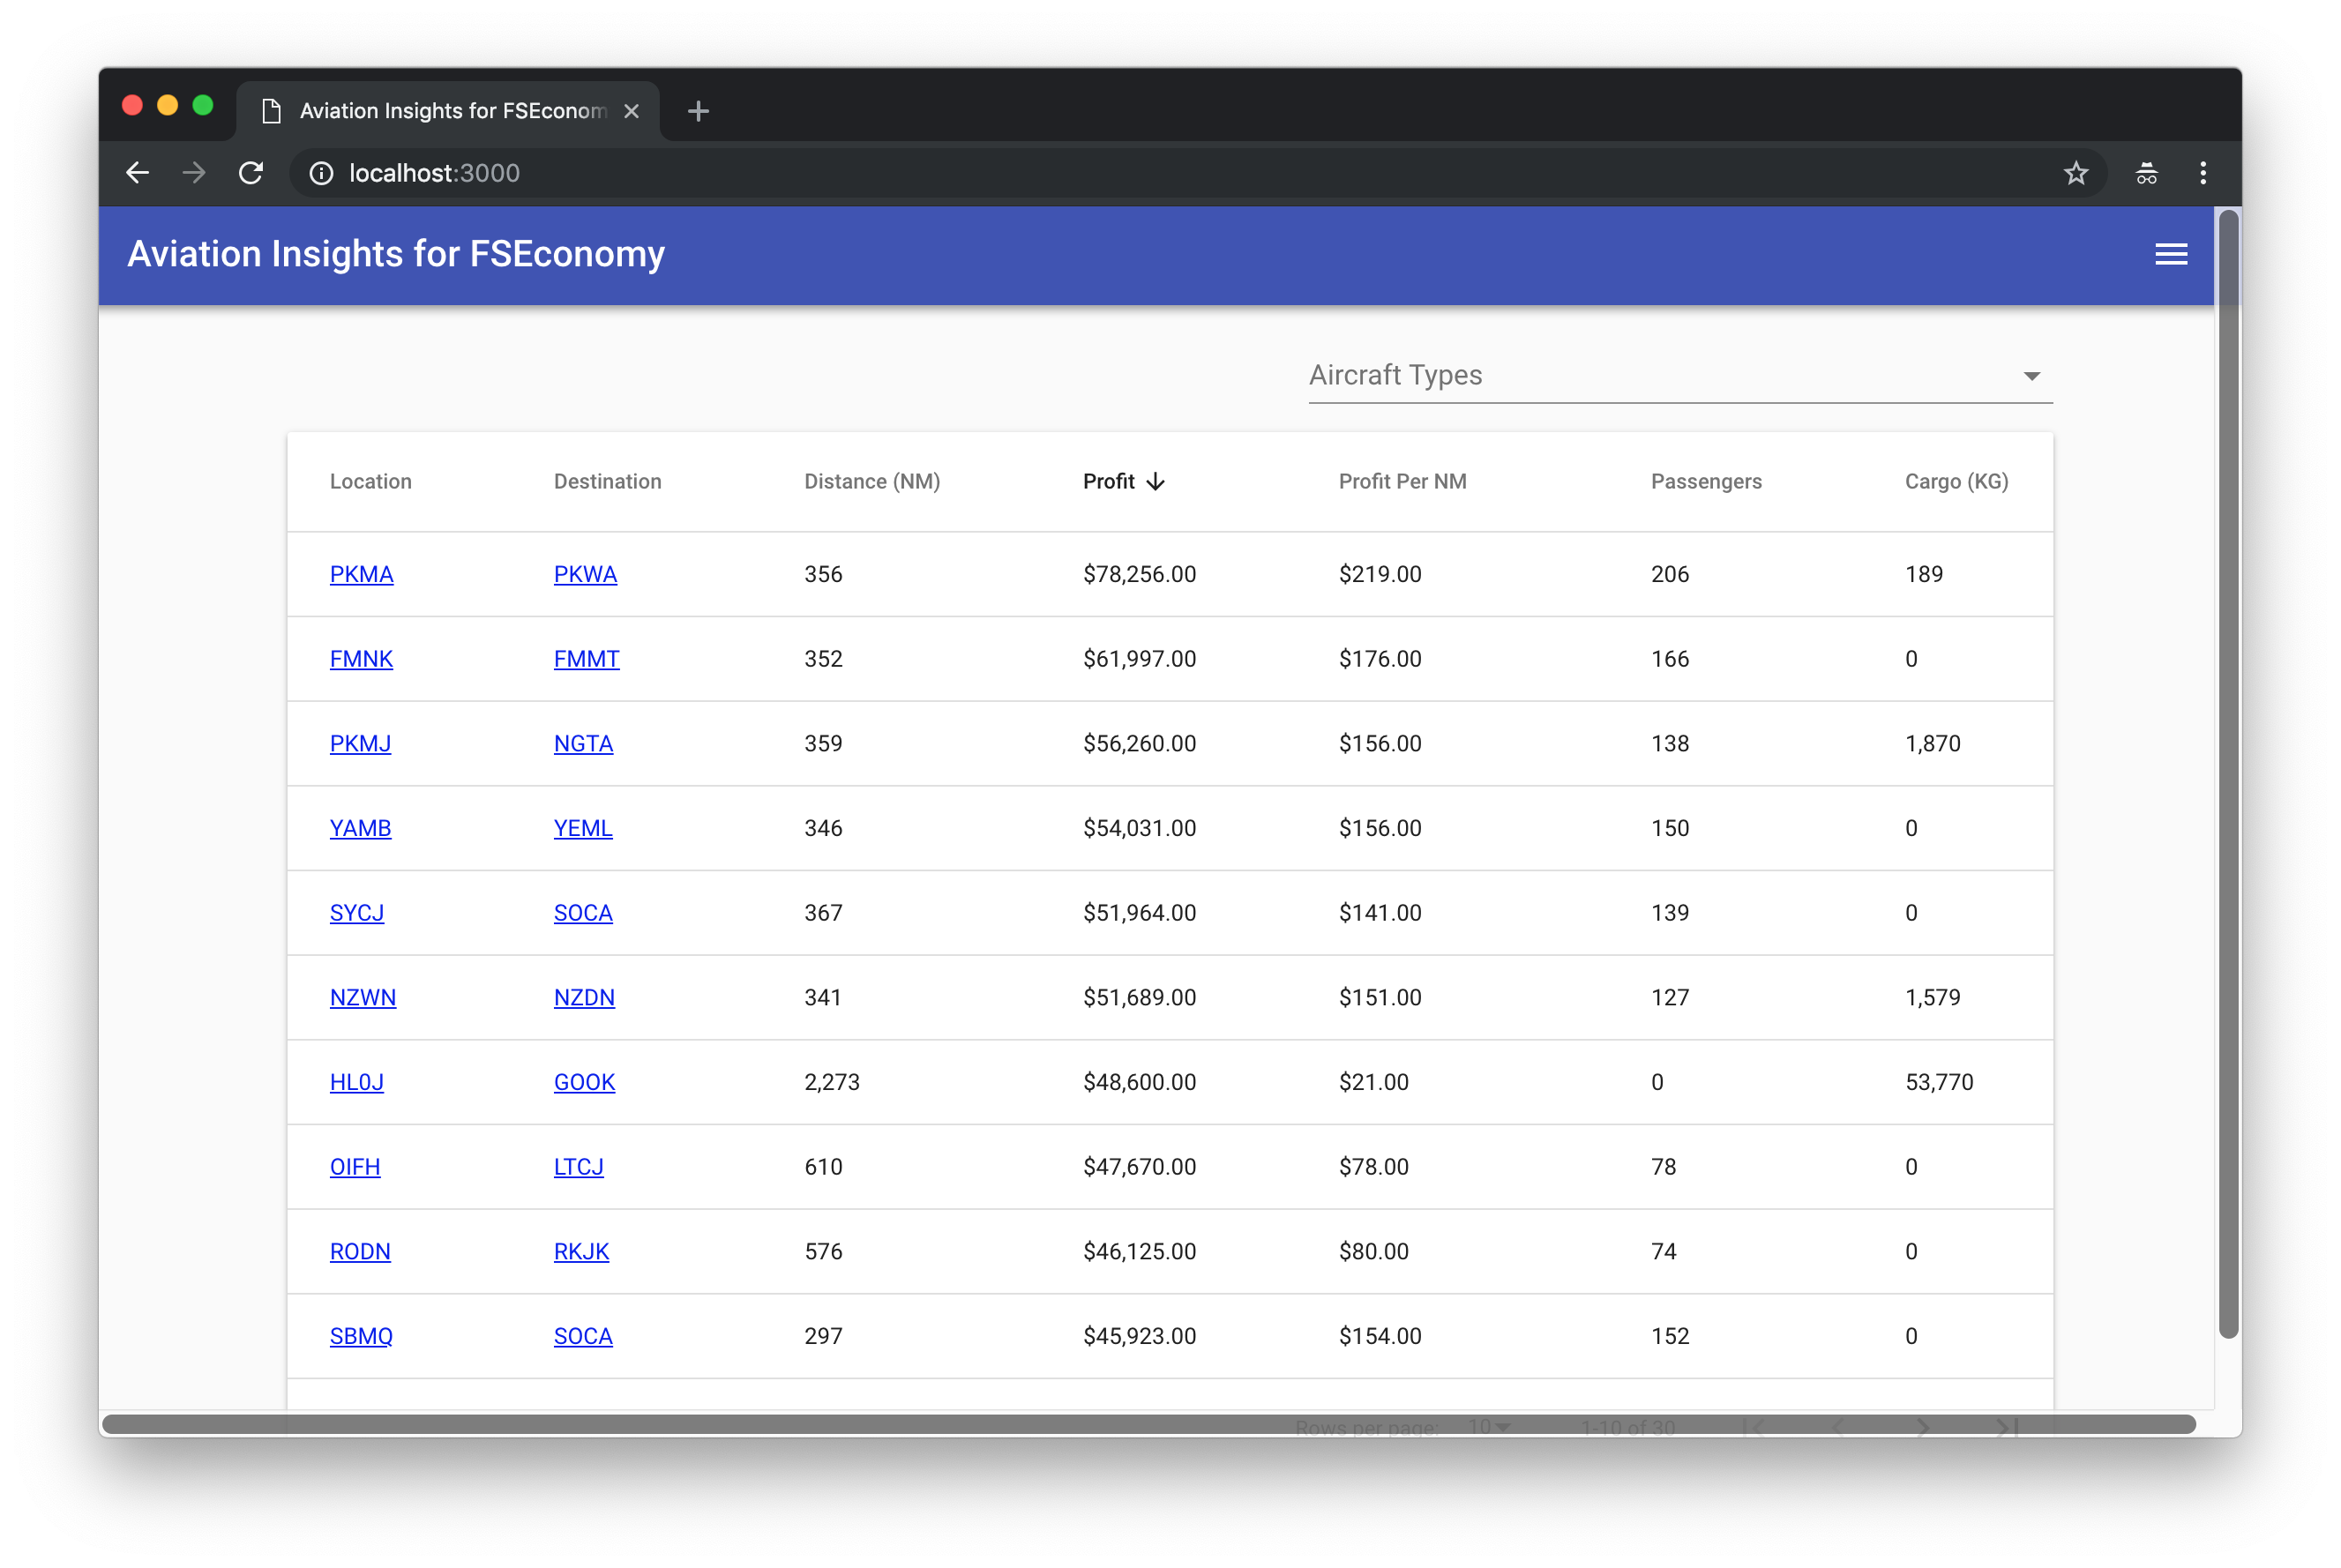 Aviation Insights for FSEconom
localhost:3000
Aviation Insights for FSEconomy
Aircraft Types
Location Destination Distance (NM) Profit Profit Per NM Passengers Cargo (KG)
PKMA PKWA 356 $78,256.00 $219.00 206 189
FMNK FMMT 352 $61,997.00 $176.00 166 0
PKMJ NGTA 359 $56,260.00 $156.00 138 1,870
YAMB YEML 346 $54,031.00 $156.00 150 0
SYCJ SOCA 367 $51,964.00 $141.00 139 0
NZWN NZDN 341 $51,689.00 $151.00 127 1,579
HL0J GOOK 2,273 $48,600.00 $21.00 0 53,770
OIFH LTCJ 610 $47,670.00 $78.00 78 0
RODN RKJK 576 $46,125.00 $80.00 74 0
SBMQ SOCA 297 $45,923.00 $154.00 152 0
Rows per page: 10 1-10 of 30